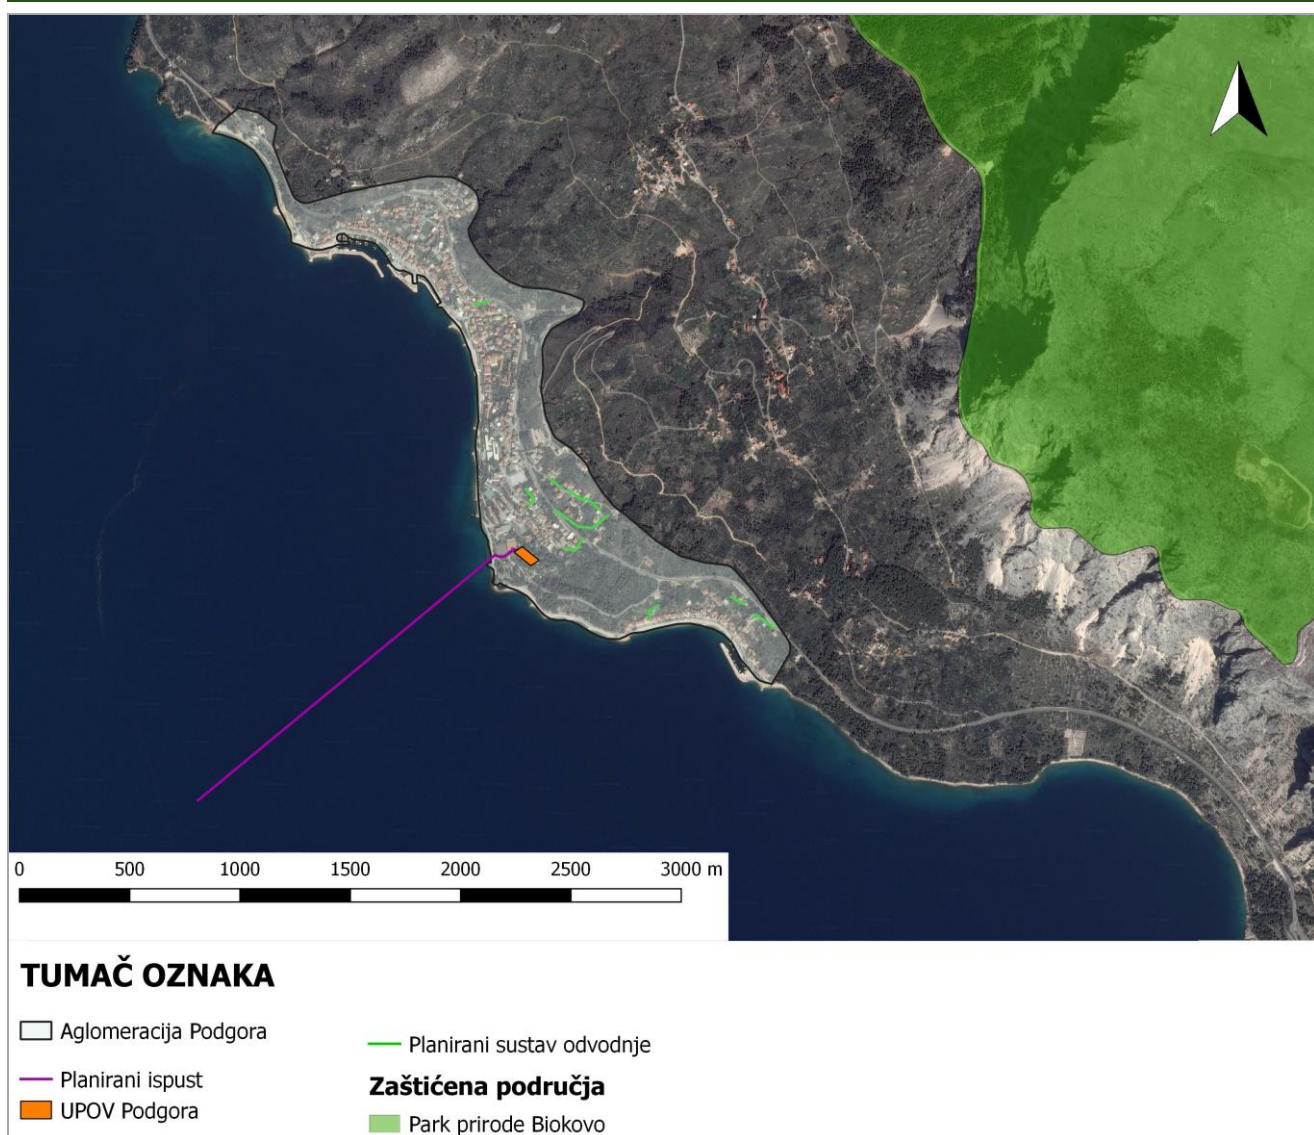 0 500 1000 1500 2000 2500 3000 m
TUMAČ OZNAKA
Aglomeracija Podgora
Planirani ispust
UPOV Podgora
Planirani sustav odvodnje
Zaštićena područja
Park prirode Biokovo